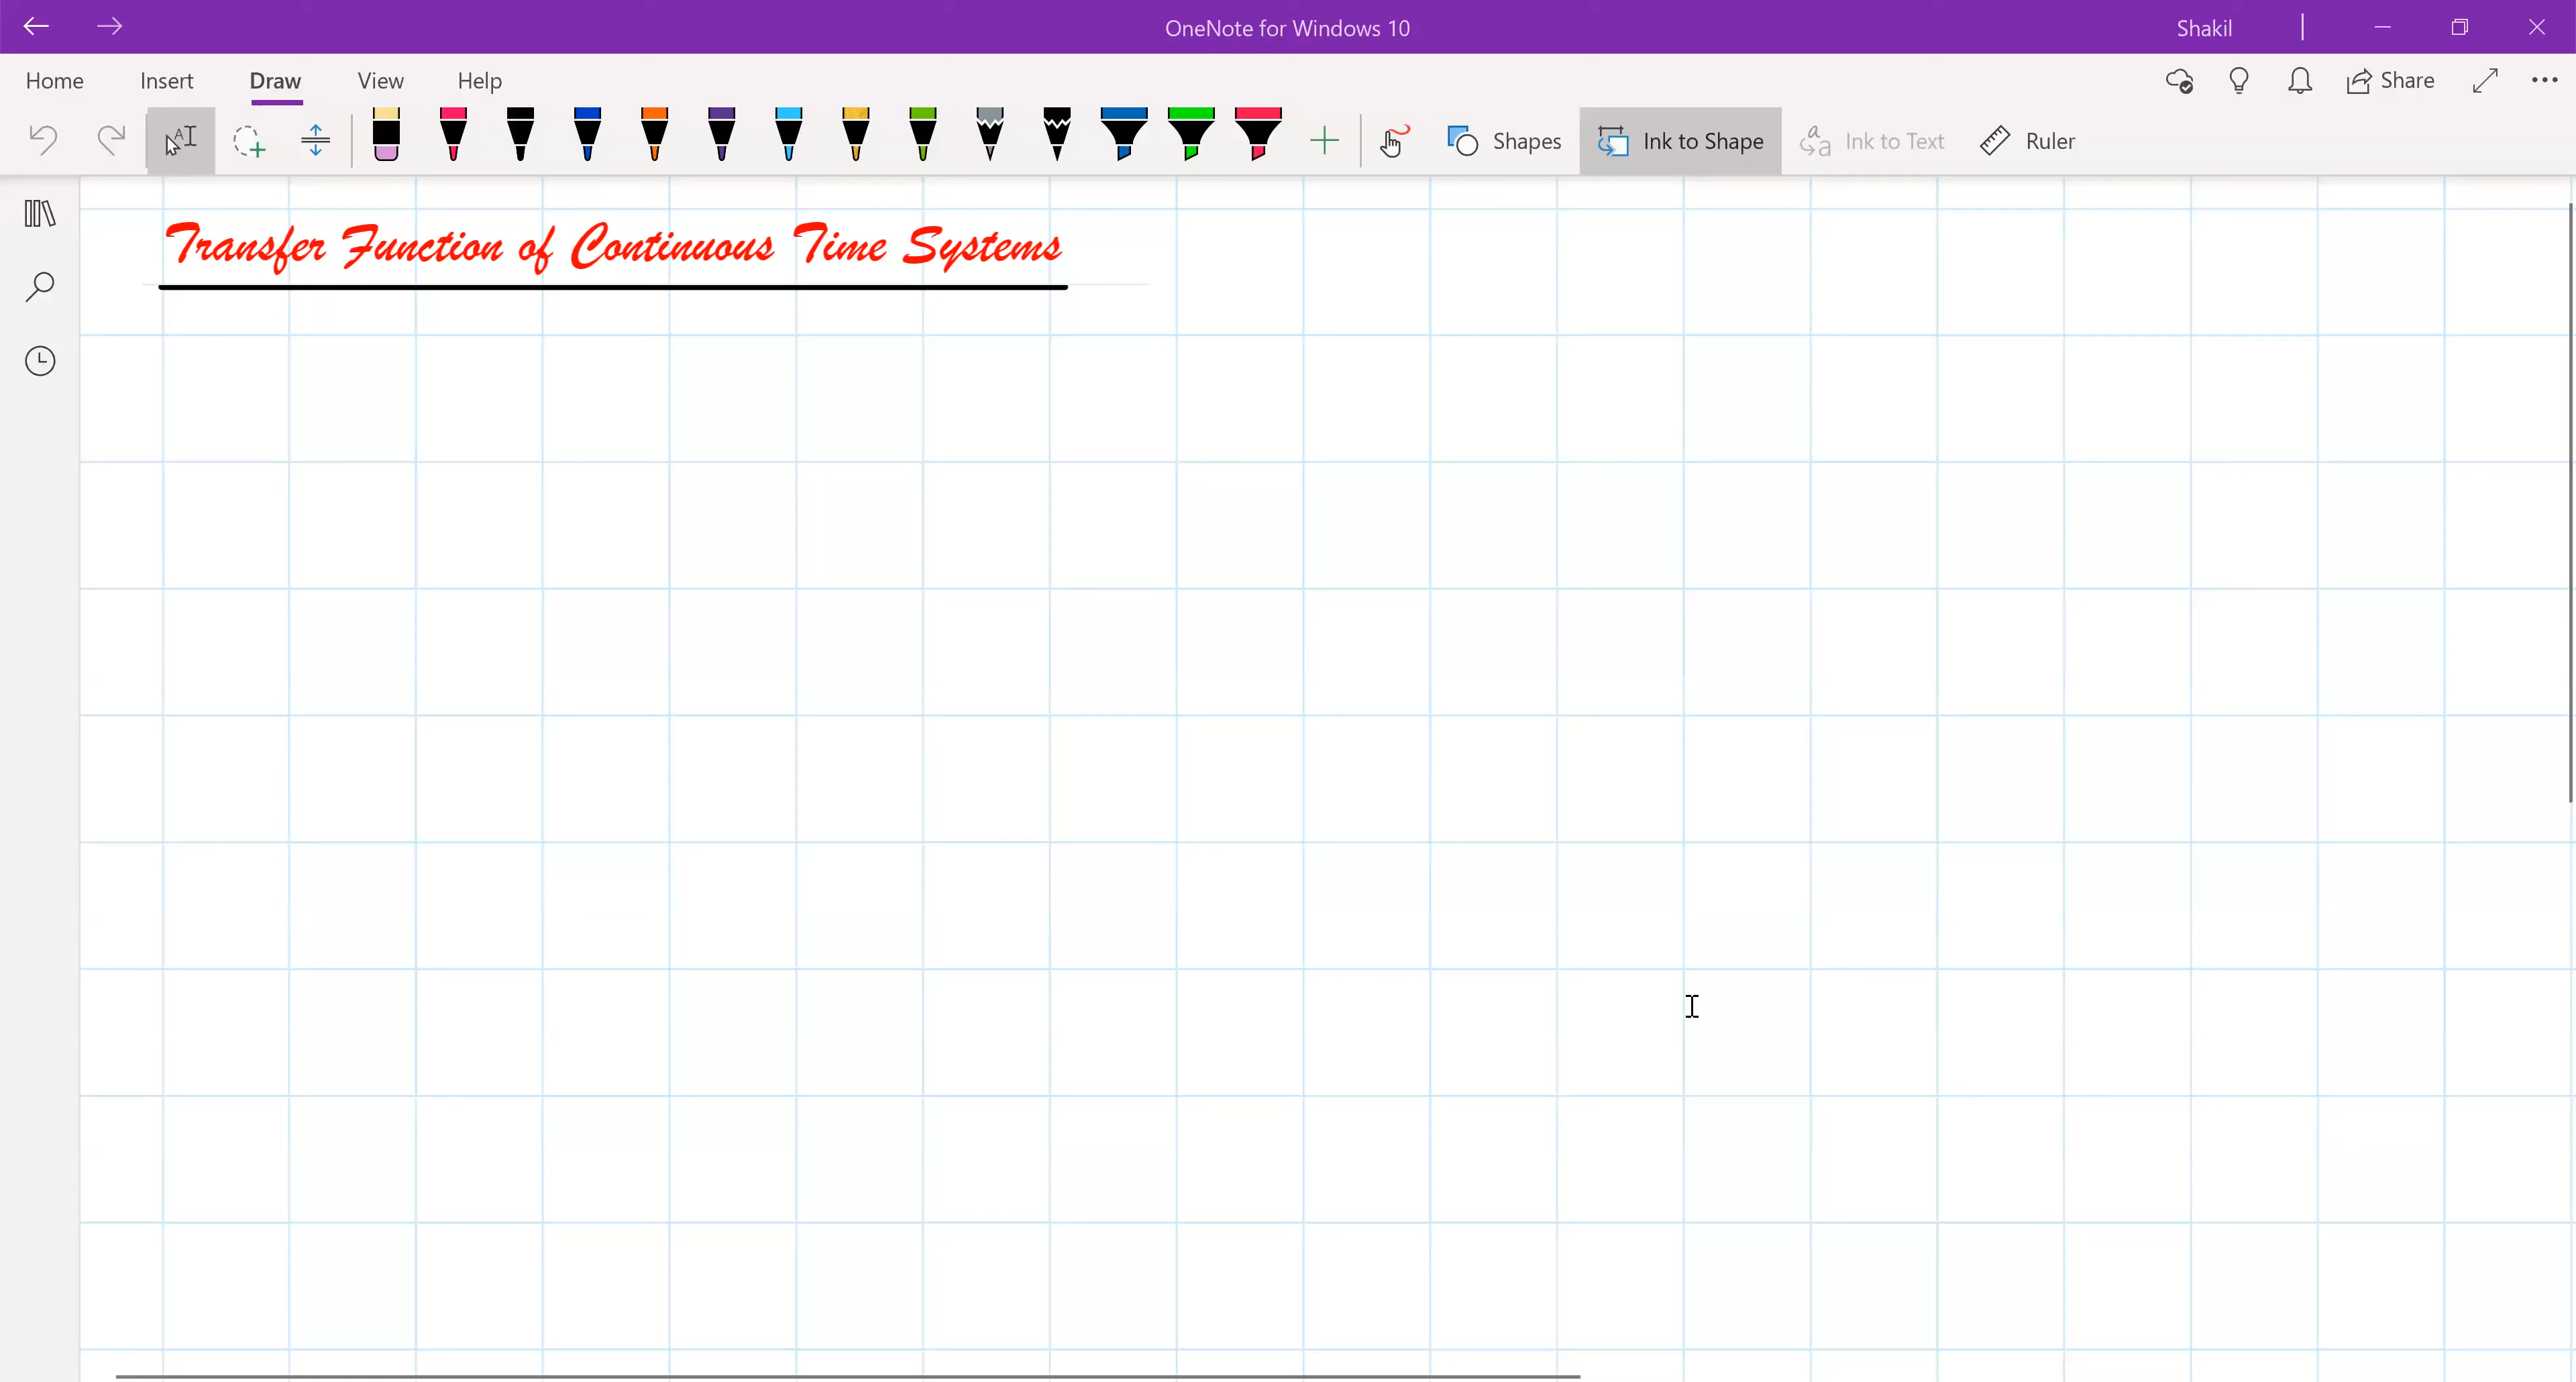 OneNote for Windows 10
Shakil
Home Insert Draw View Help
Share
Shapes Ink to Shape Ink to Text Ruler
Transfer Function of Continuous Time Systems